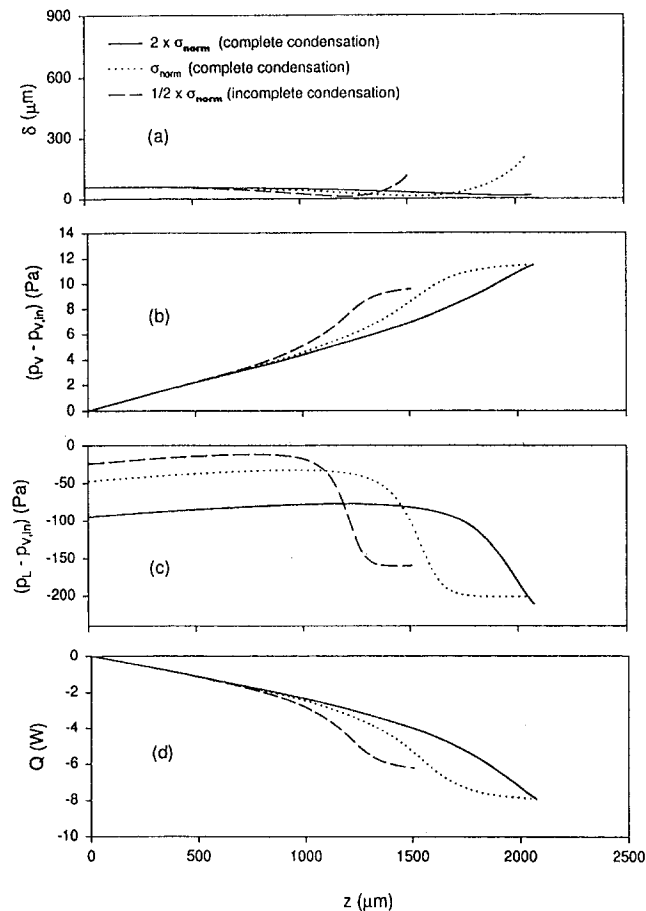 900
600
300
0
δ (μm)
2 x σnorm (complete condensation)
σnorm (complete condensation)
1/2 x σnorm (incomplete condensation)
(a)
14
12
10
8
6
4
2
0
(pV - pV,in) (Pa)
(b)
0
-50
-100
-150
-200
(pL - pV,in) (Pa)
(c)
0
-2
-4
-6
-8
-10
Q (W)
(d)
0 500 1000 1500 2000 2500
z (μm)